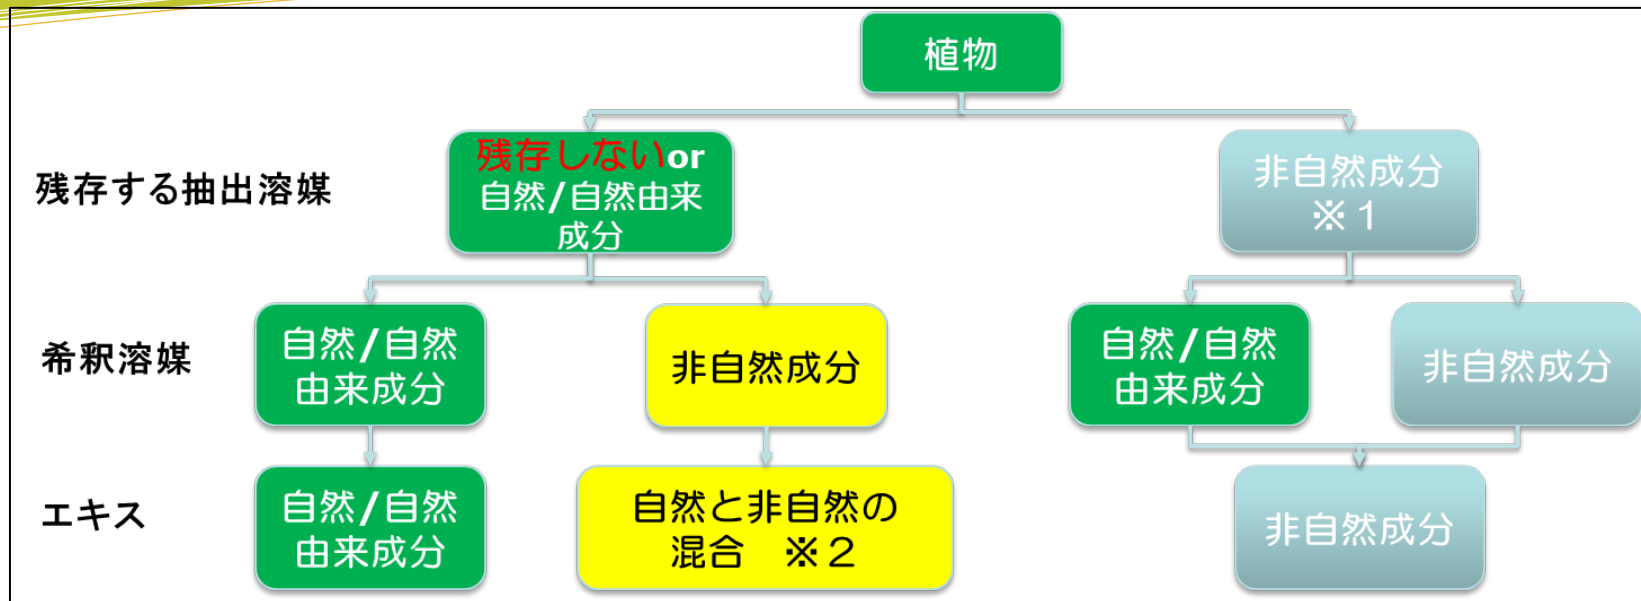 植物
残存する抽出溶媒
残存しないor
自然/自然由来
成分
非自然成分
※１
希釈溶媒
自然/自然
由来成分
非自然成分
自然/自然
由来成分
非自然成分
エキス
自然/自然
由来成分
自然と非自然の
混合　※２
非自然成分